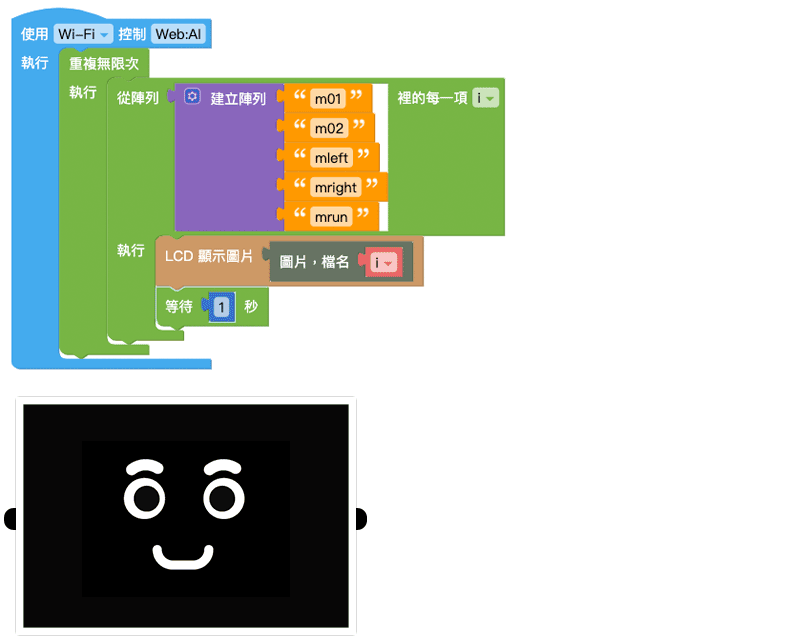 使用 Wi-Fi 控制 Web:AI
執行 重複無限次
執行 從陣列 建立陣列 “ m01 ” 裡的每一項 i
“ m02 ”
“ mleft ”
“ mright ”
“ mrun ”
執行 LCD 顯示圖片 圖片，檔名 i
等待 1 秒